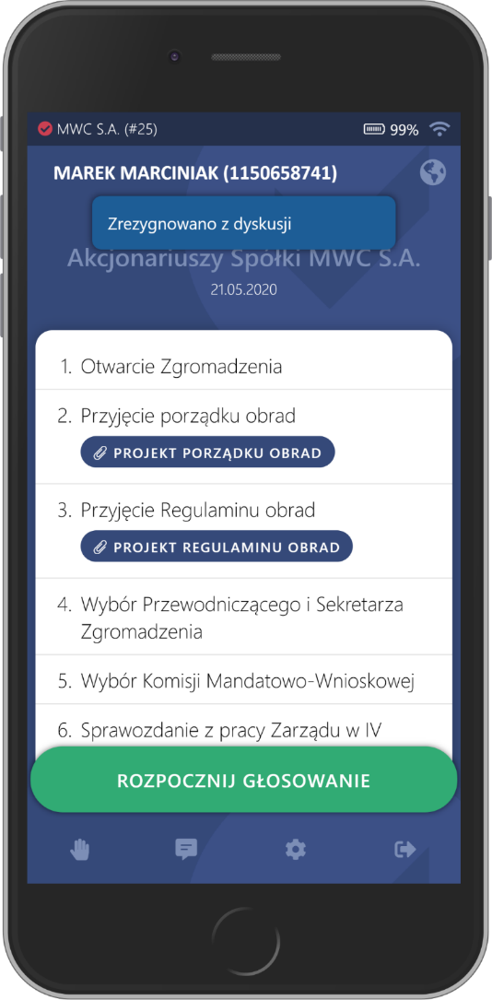 MWC S.A. (#25) 99%
MAREK MARCINIAK (1150658741)
Zrezygnowano z dyskusji
Akcjonariuszy Spółki MWC S.A.
21.05.2020
1. Otwarcie Zgromadzenia
2. Przyjęcie porządku obrad
PROJEKT PORZĄDKU OBRAD
3. Przyjęcie Regulaminu obrad
PROJEKT REGULAMINU OBRAD
4. Wybór Przewodniczącego i Sekretarza
Zgromadzenia
5. Wybór Komisji Mandatowo-Wnioskowej
6. Sprawozdanie z pracy Zarządu w IV
ROZPOCZNIJ GŁOSOWANIE